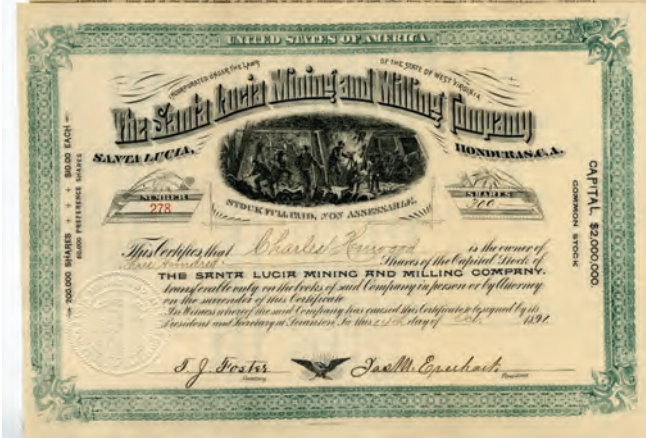 UNITED STATES OF AMERICA.
INCORPORATED UNDER THE LAWS OF THE STATE OF WEST VIRGINIA
The Santa Lucia Mining and Milling Company
SANTA LUCIA, HONDURAS, C.A.
NUMBER
278
SHARES
300
STOCK FULL PAID, NON ASSESSABLE.
200,000 SHARES $10.00 EACH
60,000 PREFERENCE SHARES
CAPITAL $2,000,000.
COMMON STOCK
This Certifies that Charles is the owner of
Three Hundred Shares of the Capital Stock of
THE SANTA LUCIA MINING AND MILLING COMPANY.
transferable only on the books of said Company in person or by Attorney
on the surrender of this Certificate
In Witness whereof the said Company has caused this Certificate to be signed by its
President and Secretary at Scranton, Pa. this day of Oct. 1891.
T. J. Foster
Secretary
Jas. M. Everhart.
President